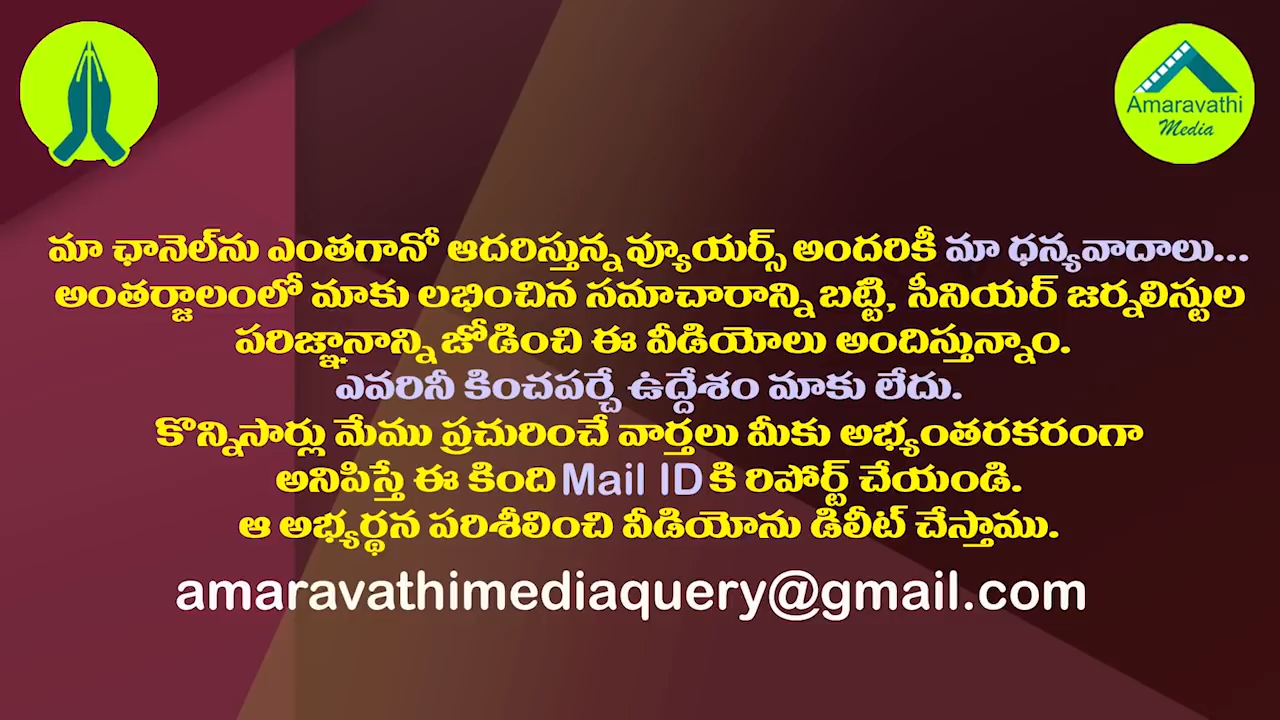 Amaravathi
Media
మా ఛానెల్‌ను ఎంతగానో ఆదరిస్తున్న వ్యూయర్స్ అందరికీ మా ధన్యవాదాలు...
అంతర్జాలంలో మాకు లభించిన సమాచారాన్ని బట్టి, సీనియర్ జర్నలిస్టుల
పరిజ్ఞానాన్ని జోడించి ఈ వీడియోలు అందిస్తున్నాం.
ఎవరినీ కించపర్చే ఉద్దేశం మాకు లేదు.
కొన్నిసార్లు మేము ప్రచురించే వార్తలు మీకు అభ్యంతరకరంగా
అనిపిస్తే ఈ కింది Mail ID కి రిపోర్ట్ చేయండి.
ఆ అభ్యర్థన పరిశీలించి వీడియోను డిలీట్ చేస్తాము.
amaravathimediaquery@gmail.com